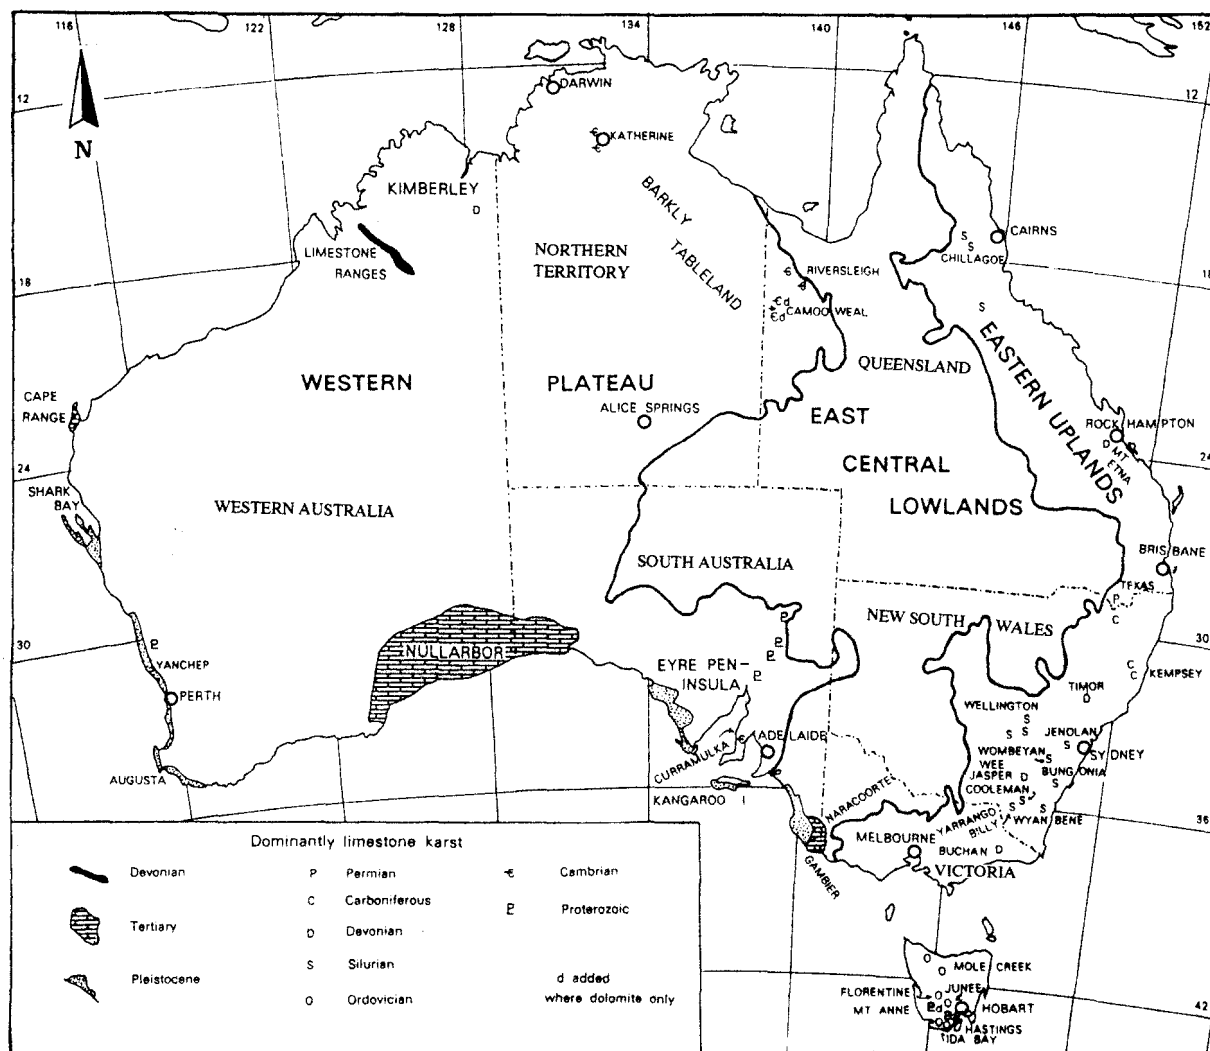 116
122
128
134
140
146
152
12
12
N
DARWIN
KATHERINE
KIMBERLEY
D
LIMESTONE
RANGES
BARKLY
TABLELAND
NORTHERN
TERRITORY
CAIRNS
S
S
CHILLAGOE
RIVERSLEIGH
18
18
CAMOOWEAL
S
EASTERN UPLANDS
QUEENSLAND
WESTERN
PLATEAU
ALICE SPRINGS
EAST
CENTRAL
LOWLANDS
CAPE
RANGE
ROCKHAMPTON
D
MT
ETNA
24
24
SHARK
BAY
WESTERN AUSTRALIA
SOUTH AUSTRALIA
BRISBANE
TEXAS
P
C
NEW SOUTH WALES
30
30
NULLARBOR
EYRE PEN-
INSULA
YANCHEP
PERTH
C
C
KEMPSEY
TIMOR
D
WELLINGTON
S
S
S
JENOLAN
S
SYDNEY
WOMBEYAN
S
WEE
JASPER D
BUNGONIA
S
COOLEMAN
S
S
S
WYANBENE
YARRANGO
BILLY
ADELAIDE
CURRAMULKA
KANGAROO I
AUGUSTA
NARACOORTE
GAMBIER
MELBOURNE
BUCHAN D
VICTORIA
36
Dominantly limestone karst
Devonian
P Permian
Cambrian
C Carboniferous
Tertiary
Proterozoic
D Devonian
Pleistocene
S Silurian
d added
where dolomite only
O Ordovician
MOLE CREEK
JUNEE
FLORENTINE
MT ANNE
HOBART
HASTINGS
IDA BAY
42